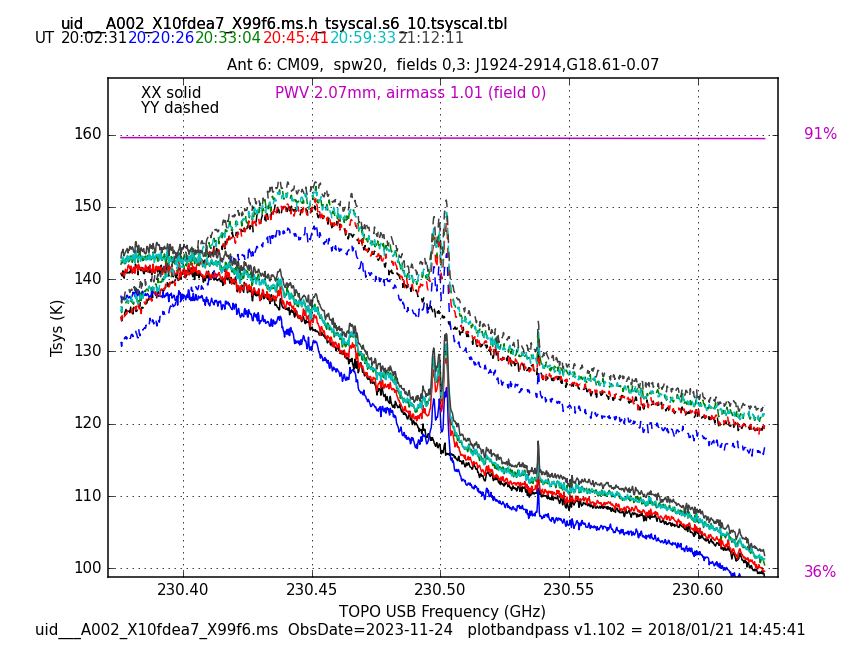 uid___A002_X10fdea7_X99f6.ms.h_tsyscal.s6_10.tsyscal.tbl
UT 20:02:31 20:20:26 20:33:04 20:45:41 20:59:33 21:12:11
Ant 6: CM09,  spw20,  fields 0,3: J1924-2914,G18.61-0.07
XX solid
PWV 2.07mm, airmass 1.01 (field 0)
YY dashed
160
91%
150
140
130
120
110
100
Tsys (K)
36%
230.40 230.45 230.50 230.55 230.60
TOPO USB Frequency (GHz)
uid___A002_X10fdea7_X99f6.ms  ObsDate=2023-11-24   plotbandpass v1.102 = 2018/01/21 14:45:41